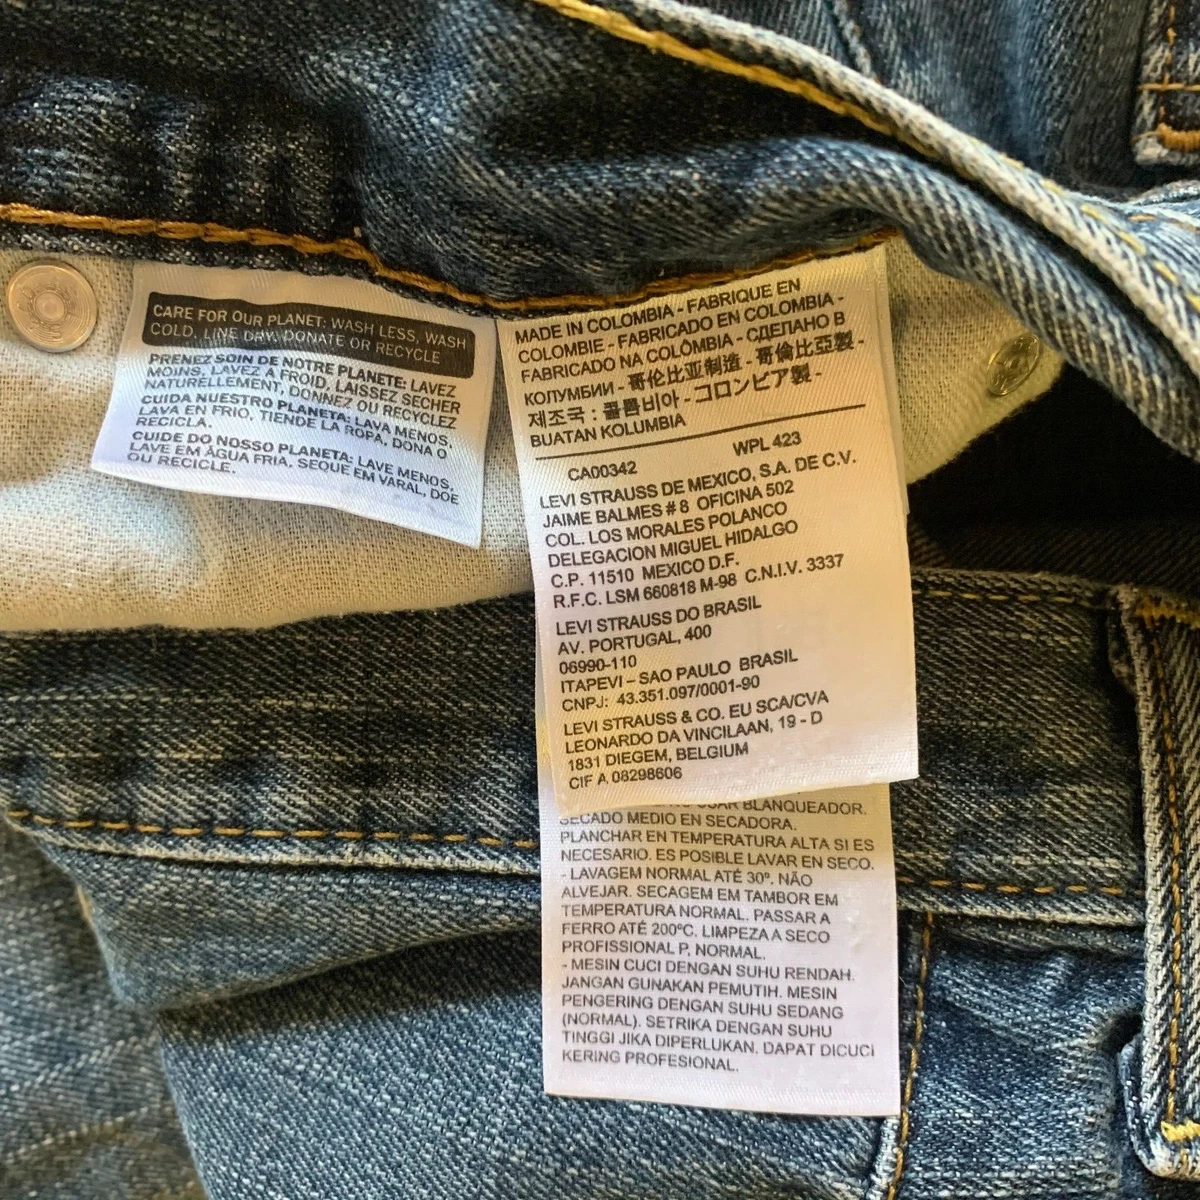 CARE FOR OUR PLANET: WASH LESS, WASH
COLD, LINE DRY, DONATE OR RECYCLE
PRENEZ SOIN DE NOTRE PLANETE: LAVEZ
MOINS, LAVEZ A FROID, LAISSEZ SECHER
NATURELLEMENT, DONNEZ OU RECYCLEZ
CUIDA NUESTRO PLANETA: LAVA MENOS,
LAVA EN FRIO, TIENDE LA ROPA, DONA O
RECICLA.
CUIDE DO NOSSO PLANETA: LAVE MENOS,
LAVE EM ÁGUA FRIA, SEQUE EM VARAL, DOE
OU RECICLE.
MADE IN COLOMBIA - FABRIQUE EN
COLOMBIE - FABRICADO EN COLOMBIA -
FABRICADO NA COLÔMBIA - СДЕЛАНО В
КОЛУМБИИ - 哥伦比亚制造 - 哥倫比亞製 -
제조국 : 콜롬비아 - コロンビア製 -
BUATAN KOLUMBIA
CA00342 WPL 423
LEVI STRAUSS DE MEXICO, S.A. DE C.V.
JAIME BALMES # 8 OFICINA 502
COL. LOS MORALES POLANCO
DELEGACION MIGUEL HIDALGO
C.P. 11510 MEXICO D.F.
R.F.C. LSM 660818 M-98 C.N.I.V. 3337
LEVI STRAUSS DO BRASIL
AV. PORTUGAL, 400
06990-110
ITAPEVI – SAO PAULO BRASIL
CNPJ: 43.351.097/0001-90
LEVI STRAUSS & CO. EU SCA/CVA
LEONARDO DA VINCILAAN, 19 - D
1831 DIEGEM, BELGIUM
CIF A 08298606
USAR BLANQUEADOR.
SECADO MEDIO EN SECADORA.
PLANCHAR EN TEMPERATURA ALTA SI ES
NECESARIO. ES POSIBLE LAVAR EN SECO.
- LAVAGEM NORMAL ATÉ 30º. NÃO
ALVEJAR. SECAGEM EM TAMBOR EM
TEMPERATURA NORMAL. PASSAR A
FERRO ATÉ 200ºC. LIMPEZA A SECO
PROFISSIONAL P, NORMAL.
- MESIN CUCI DENGAN SUHU RENDAH.
JANGAN GUNAKAN PEMUTIH. MESIN
PENGERING DENGAN SUHU SEDANG
(NORMAL). SETRIKA DENGAN SUHU
TINGGI JIKA DIPERLUKAN. DAPAT DICUCI
KERING PROFESIONAL.